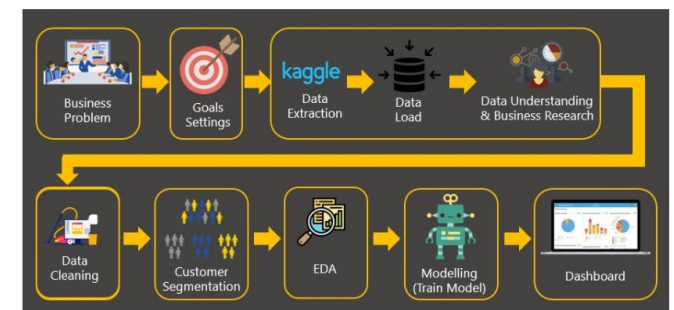 Business
Problem
Goals
Settings
kaggle
Data
Extraction
Data
Load
Data Understanding
& Business Research
Data
Cleaning
Customer
Segmentation
EDA
Modelling
(Train Model)
Dashboard